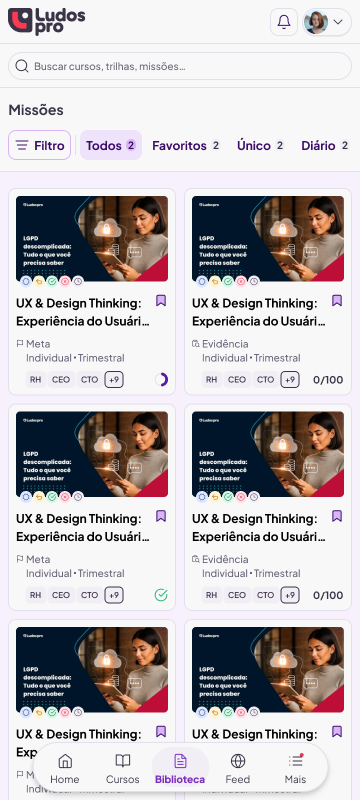 Ludos
pro
Buscar cursos, trilhas, missões...
Missões
Filtro
Todos 2
Favoritos 2
Único 2
Diário 2
Ludospro
LGPD
descomplicada:
Tudo o que você
precisa saber
UX & Design Thinking:
Experiência do Usuári...
Meta
Individual • Trimestral
RH CEO CTO +9
Ludospro
LGPD
descomplicada:
Tudo o que você
precisa saber
UX & Design Thinking:
Experiência do Usuári...
Evidência
Individual • Trimestral
RH CEO CTO +9 0/100
Ludospro
LGPD
descomplicada:
Tudo o que você
precisa saber
UX & Design Thinking:
Experiência do Usuári...
Meta
Individual • Trimestral
RH CEO CTO +9
Ludospro
LGPD
descomplicada:
Tudo o que você
precisa saber
UX & Design Thinking:
Experiência do Usuári...
Evidência
Individual • Trimestral
RH CEO CTO +9 0/100
Ludospro
LGPD
descomplicada:
Tudo o que você
precisa saber
UX & Design Thinking:
Ludospro
LGPD
descomplicada:
Tudo o que você
precisa saber
UX & Design Thinking:
Home
Cursos
Biblioteca
Feed
Mais